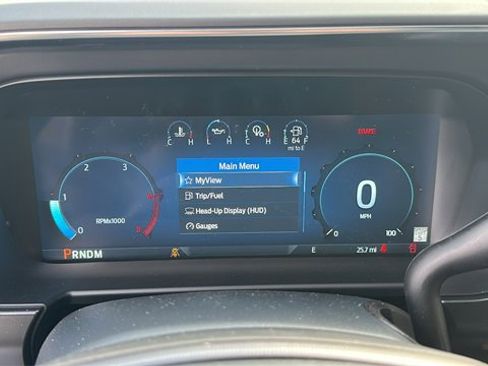 C H
L H
C H
E F
64
mi to E
Main Menu
MyView
Trip/Fuel
Head-Up Display (HUD)
Gauges
0
1
2
3
RPMx1000
0
MPH
0
100
PRNDM
E
25.7 mi